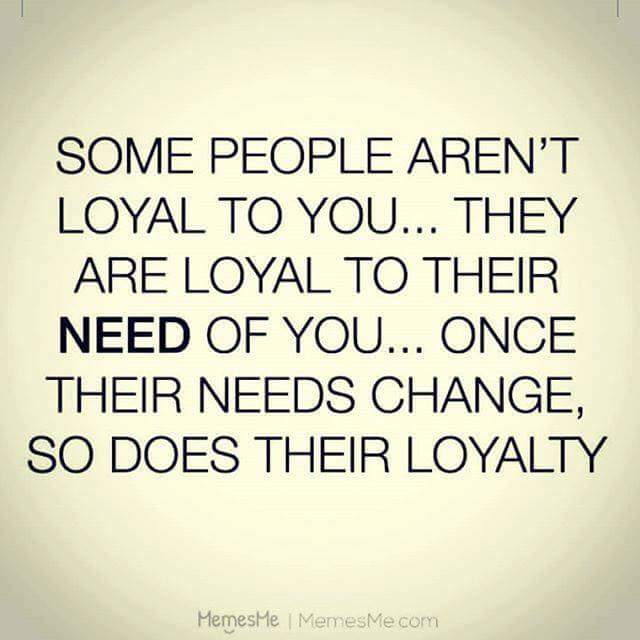 SOME PEOPLE AREN'T
LOYAL TO YOU... THEY
ARE LOYAL TO THEIR
NEED OF YOU... ONCE
THEIR NEEDS CHANGE,
SO DOES THEIR LOYALTY
MemesMe | MemesMe.com